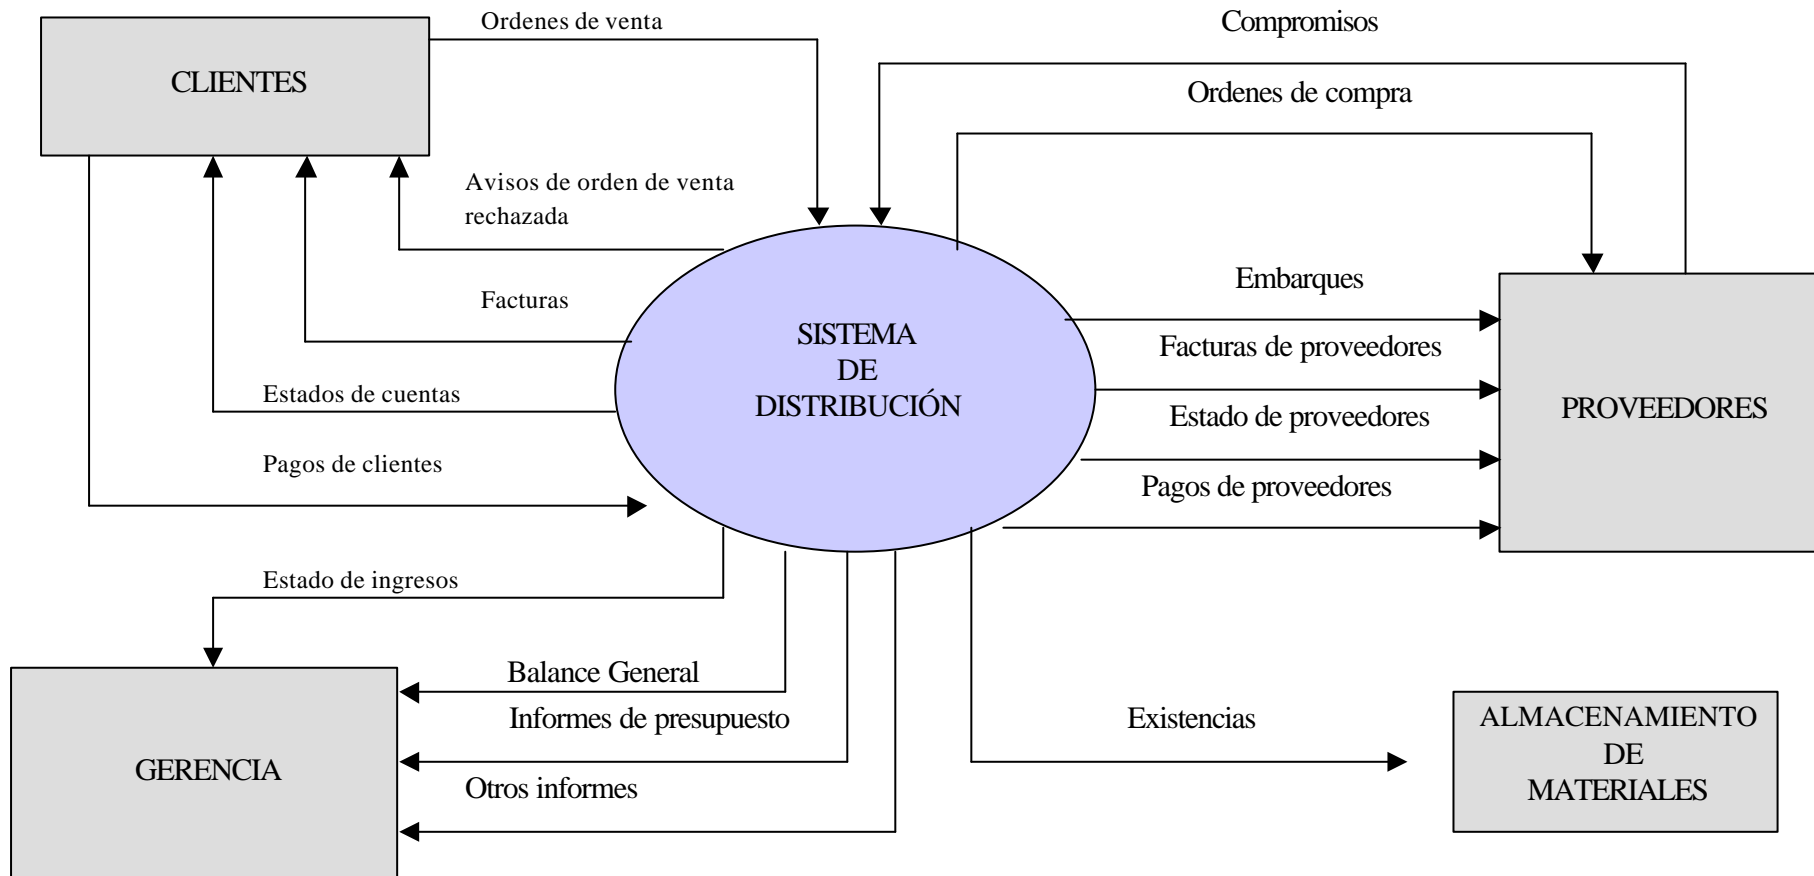 Ordenes de venta
Compromisos
CLIENTES
Ordenes de compra
Avisos de orden de venta
rechazada
Embarques
Facturas
SISTEMA
DE
DISTRIBUCIÓN
Facturas de proveedores
Estados de cuentas
Estado de proveedores
PROVEEDORES
Pagos de clientes
Pagos de proveedores
Estado de ingresos
Balance General
Informes de presupuesto
Existencias
ALMACENAMIENTO
DE
MATERIALES
GERENCIA
Otros informes